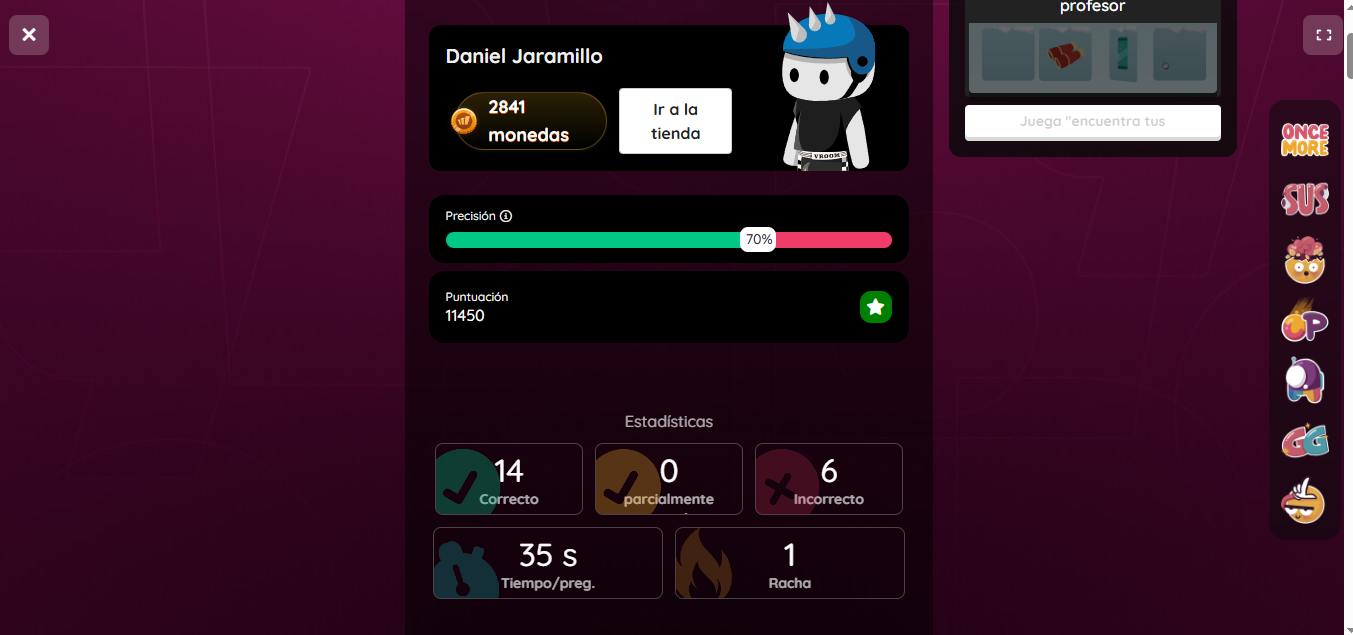 profesor
Daniel Jaramillo
2841
monedas
Ir a la
tienda
VROOM
Juega "encuentra tus
Precisión
70%
Puntuación
11450
Estadísticas
14
Correcto
0
parcialmente
6
Incorrecto
35 s
Tiempo/preg.
1
Racha
ONCE
MORE
SUS
OP
GG